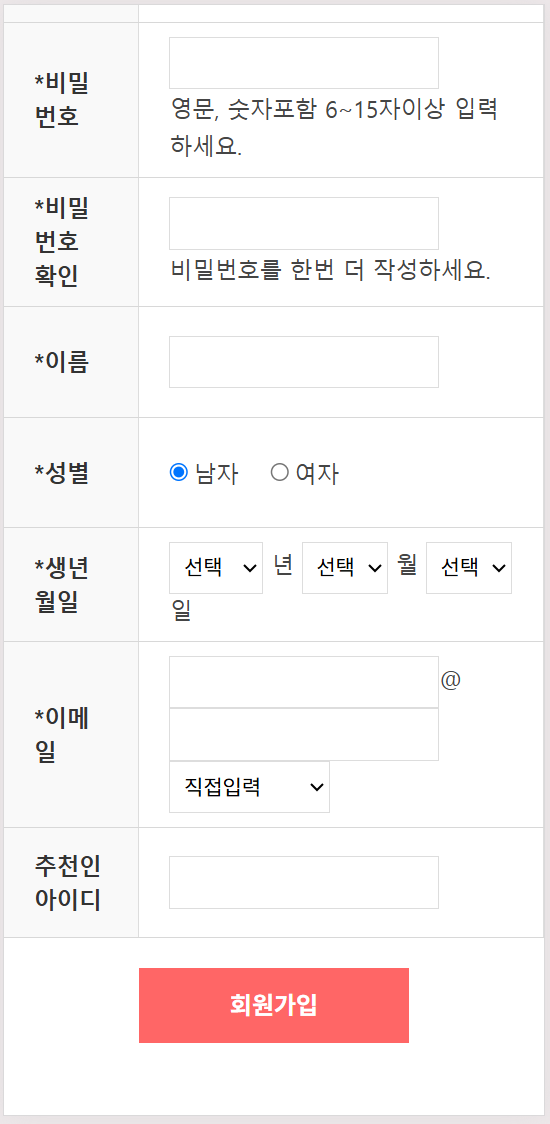 *비밀
번호
영문, 숫자포함 6~15자이상 입력
하세요.
*비밀
번호
확인
비밀번호를 한번 더 작성하세요.
*이름
*성별
남자 여자
*생년
월일
선택 년 선택 월 선택
일
*이메
일
@
직접입력
추천인
아이디
회원가입